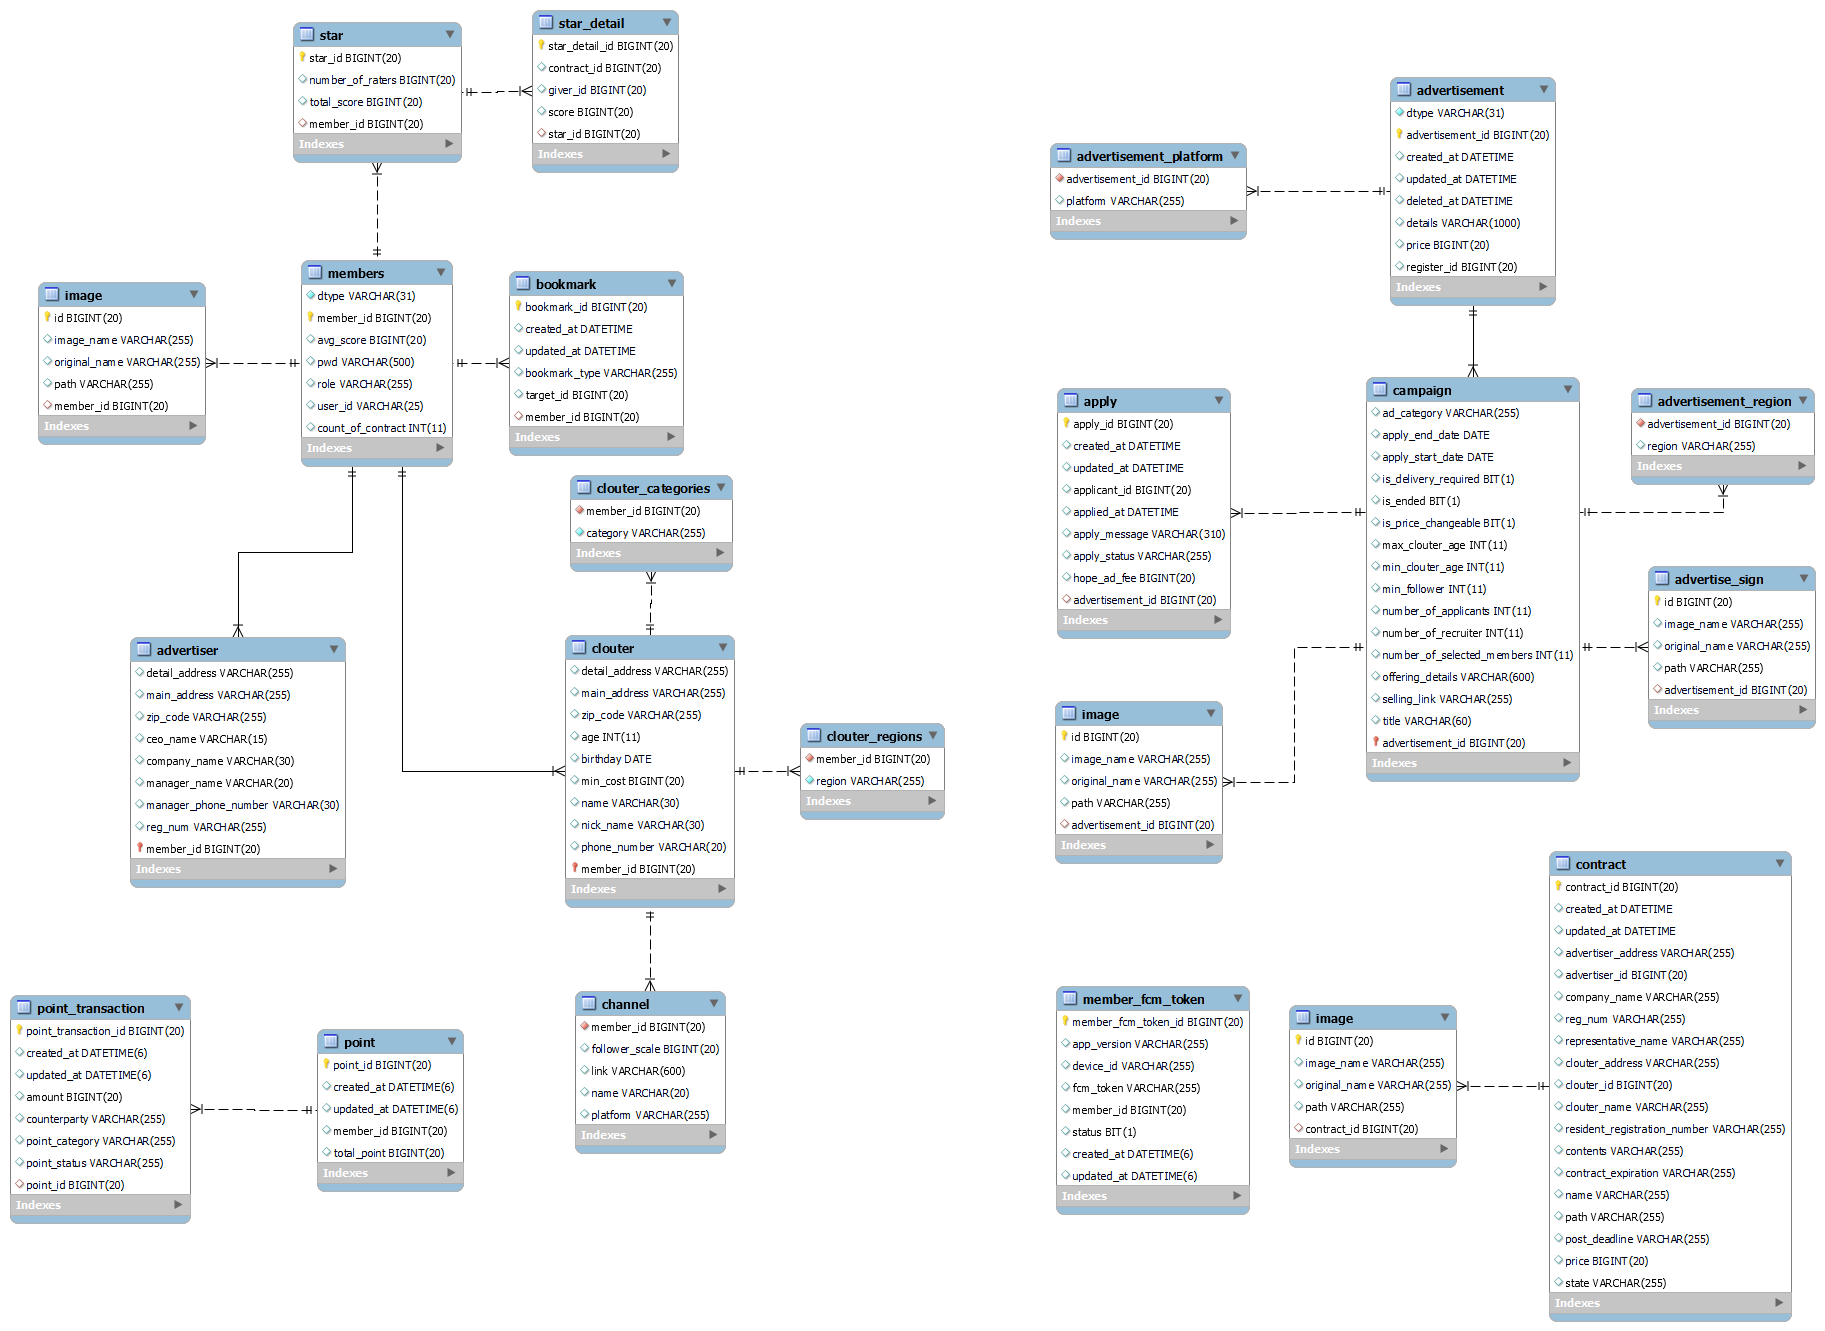 star
star_id BIGINT(20)
number_of_raters BIGINT(20)
total_score BIGINT(20)
member_id BIGINT(20)
Indexes
star_detail
star_detail_id BIGINT(20)
contract_id BIGINT(20)
giver_id BIGINT(20)
score BIGINT(20)
star_id BIGINT(20)
Indexes
image
id BIGINT(20)
image_name VARCHAR(255)
original_name VARCHAR(255)
path VARCHAR(255)
member_id BIGINT(20)
Indexes
members
dtype VARCHAR(31)
member_id BIGINT(20)
avg_score BIGINT(20)
pwd VARCHAR(500)
role VARCHAR(255)
user_id VARCHAR(25)
count_of_contract INT(11)
Indexes
bookmark
bookmark_id BIGINT(20)
created_at DATETIME
updated_at DATETIME
bookmark_type VARCHAR(255)
target_id BIGINT(20)
member_id BIGINT(20)
Indexes
clouter_categories
member_id BIGINT(20)
category VARCHAR(255)
Indexes
advertiser
detail_address VARCHAR(255)
main_address VARCHAR(255)
zip_code VARCHAR(255)
ceo_name VARCHAR(15)
company_name VARCHAR(30)
manager_name VARCHAR(20)
manager_phone_number VARCHAR(30)
reg_num VARCHAR(255)
member_id BIGINT(20)
Indexes
clouter
detail_address VARCHAR(255)
main_address VARCHAR(255)
zip_code VARCHAR(255)
age INT(11)
birthday DATE
min_cost BIGINT(20)
name VARCHAR(30)
nick_name VARCHAR(30)
phone_number VARCHAR(20)
member_id BIGINT(20)
Indexes
clouter_regions
member_id BIGINT(20)
region VARCHAR(255)
Indexes
point_transaction
point_transaction_id BIGINT(20)
created_at DATETIME(6)
updated_at DATETIME(6)
amount BIGINT(20)
counterparty VARCHAR(255)
point_category VARCHAR(255)
point_status VARCHAR(255)
point_id BIGINT(20)
Indexes
point
point_id BIGINT(20)
created_at DATETIME(6)
updated_at DATETIME(6)
member_id BIGINT(20)
total_point BIGINT(20)
Indexes
channel
member_id BIGINT(20)
follower_scale BIGINT(20)
link VARCHAR(600)
name VARCHAR(20)
platform VARCHAR(255)
Indexes
advertisement_platform
advertisement_id BIGINT(20)
platform VARCHAR(255)
Indexes
advertisement
dtype VARCHAR(31)
advertisement_id BIGINT(20)
created_at DATETIME
updated_at DATETIME
deleted_at DATETIME
details VARCHAR(1000)
price BIGINT(20)
register_id BIGINT(20)
Indexes
apply
apply_id BIGINT(20)
created_at DATETIME
updated_at DATETIME
applicant_id BIGINT(20)
applied_at DATETIME
apply_message VARCHAR(310)
apply_status VARCHAR(255)
hope_ad_fee BIGINT(20)
advertisement_id BIGINT(20)
Indexes
campaign
ad_category VARCHAR(255)
apply_end_date DATE
apply_start_date DATE
is_delivery_required BIT(1)
is_ended BIT(1)
is_price_changeable BIT(1)
max_clouter_age INT(11)
min_clouter_age INT(11)
min_follower INT(11)
number_of_applicants INT(11)
number_of_recruiter INT(11)
number_of_selected_members INT(11)
offering_details VARCHAR(600)
selling_link VARCHAR(255)
title VARCHAR(60)
advertisement_id BIGINT(20)
Indexes
advertisement_region
advertisement_id BIGINT(20)
region VARCHAR(255)
Indexes
advertise_sign
id BIGINT(20)
image_name VARCHAR(255)
original_name VARCHAR(255)
path VARCHAR(255)
advertisement_id BIGINT(20)
Indexes
image
id BIGINT(20)
image_name VARCHAR(255)
original_name VARCHAR(255)
path VARCHAR(255)
advertisement_id BIGINT(20)
Indexes
member_fcm_token
member_fcm_token_id BIGINT(20)
app_version VARCHAR(255)
device_id VARCHAR(255)
fcm_token VARCHAR(255)
member_id BIGINT(20)
status BIT(1)
created_at DATETIME(6)
updated_at DATETIME(6)
Indexes
image
id BIGINT(20)
image_name VARCHAR(255)
original_name VARCHAR(255)
path VARCHAR(255)
contract_id BIGINT(20)
Indexes
contract
contract_id BIGINT(20)
created_at DATETIME
updated_at DATETIME
advertiser_address VARCHAR(255)
advertiser_id BIGINT(20)
company_name VARCHAR(255)
reg_num VARCHAR(255)
representative_name VARCHAR(255)
clouter_address VARCHAR(255)
clouter_id BIGINT(20)
clouter_name VARCHAR(255)
resident_registration_number VARCHAR(255)
contents VARCHAR(255)
contract_expiration VARCHAR(255)
name VARCHAR(255)
path VARCHAR(255)
post_deadline VARCHAR(255)
price BIGINT(20)
state VARCHAR(255)
Indexes